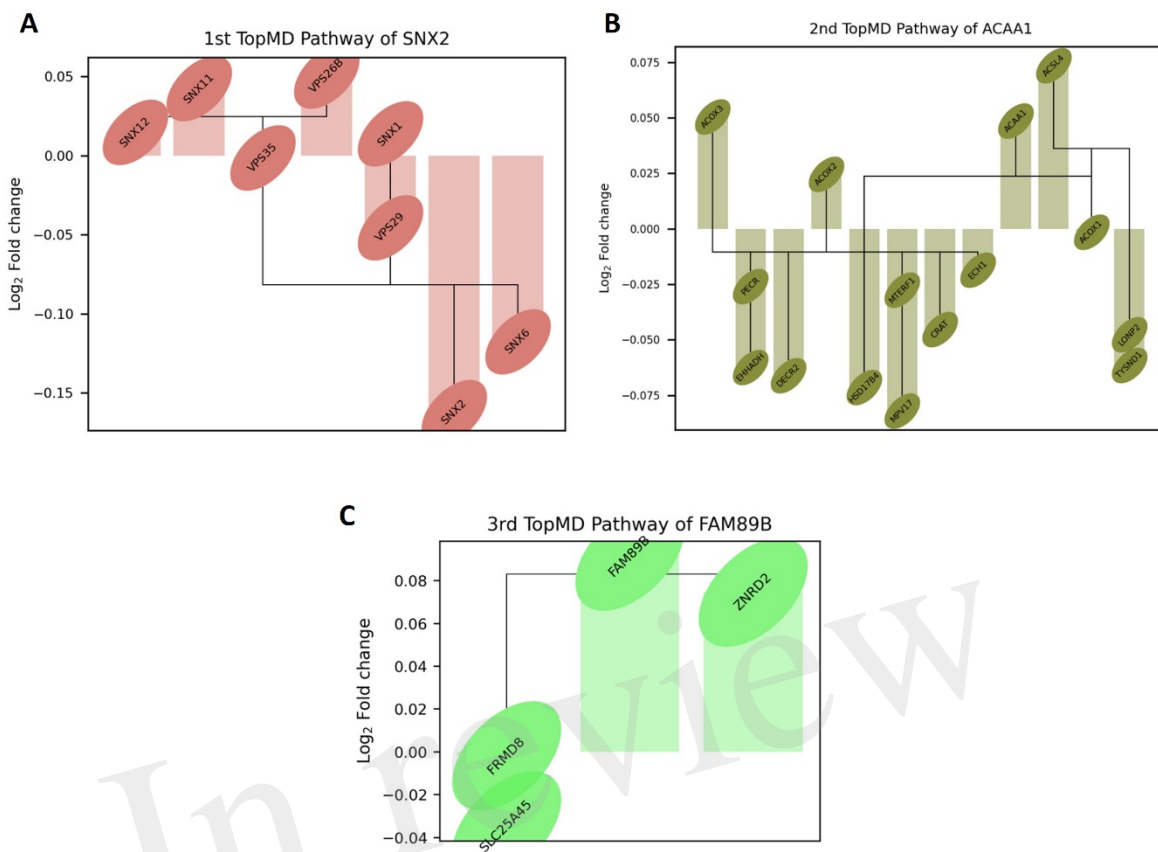 A
1st TopMD Pathway of SNX2
Log2 Fold change
0.05
0.00
−0.05
−0.10
−0.15
SNX12
SNX11
VPS35
VPS26B
SNX1
VPS29
SNX2
SNX6
B
2nd TopMD Pathway of ACAA1
Log2 Fold change
0.075
0.050
0.025
0.000
−0.025
−0.050
−0.075
ACOX3
PECR
EHHADH
DECR2
ACOX2
HSD17B4
MTERF1
MPV17
CRAT
ECH1
ACAA1
ACSL4
ACOX1
LONP2
TYSND1
C
3rd TopMD Pathway of FAM89B
Log2 Fold change
0.08
0.06
0.04
0.02
0.00
−0.02
−0.04
FAM89B
ZNRD2
FRMD8
SLC25A45
In review